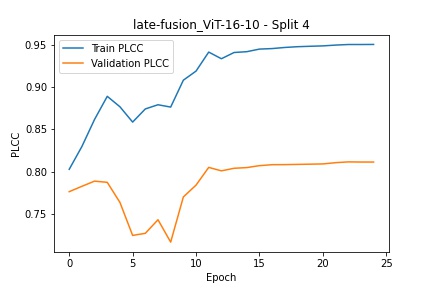 late-fusion_ViT-16-10 - Split 4
Train PLCC
Validation PLCC
PLCC
0.95
0.90
0.85
0.80
0.75
0
5
10
15
20
25
Epoch